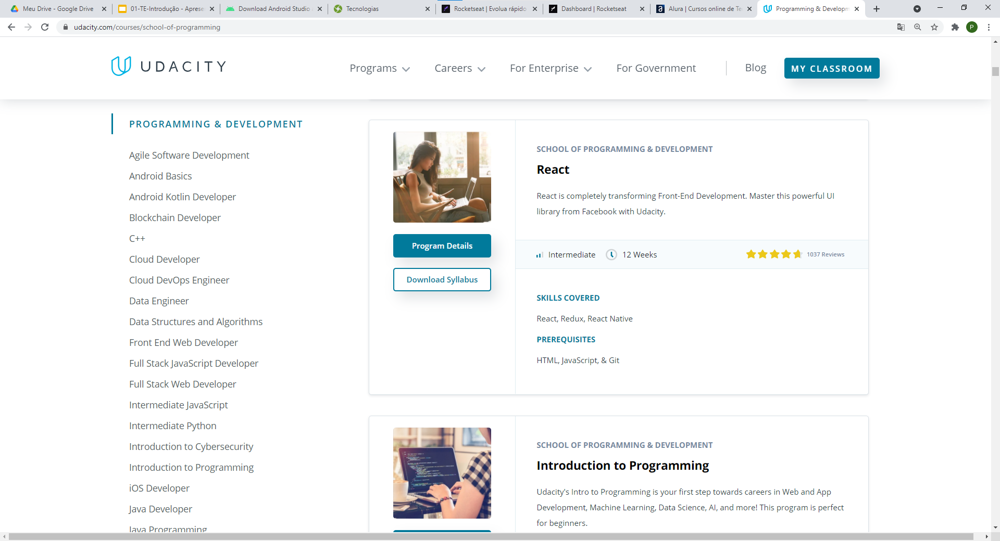 Meu Drive - Google Drive
01-TE-Introdução - Aprese
Download Android Studio
Tecnologias
Rocketseat | Evolua rápido
Dashboard | Rocketseat
Alura | Cursos online de Te
Programming & Developm
udacity.com/courses/school-of-programming
P
UDACITY
Programs
Careers
For Enterprise
For Government
Blog
MY CLASSROOM
PROGRAMMING & DEVELOPMENT
Agile Software Development
Android Basics
Android Kotlin Developer
Blockchain Developer
C++
Cloud Developer
Cloud DevOps Engineer
Data Engineer
Data Structures and Algorithms
Front End Web Developer
Full Stack JavaScript Developer
Full Stack Web Developer
Intermediate JavaScript
Intermediate Python
Introduction to Cybersecurity
Introduction to Programming
iOS Developer
Java Developer
Java Programming
Program Details
Download Syllabus
SCHOOL OF PROGRAMMING & DEVELOPMENT
React
React is completely transforming Front-End Development. Master this powerful UI
library from Facebook with Udacity.
Intermediate
12 Weeks
1037 Reviews
SKILLS COVERED
React, Redux, React Native
PREREQUISITES
HTML, JavaScript, & Git
SCHOOL OF PROGRAMMING & DEVELOPMENT
Introduction to Programming
Udacity's Intro to Programming is your first step towards careers in Web and App
Development, Machine Learning, Data Science, AI, and more! This program is perfect
for beginners.